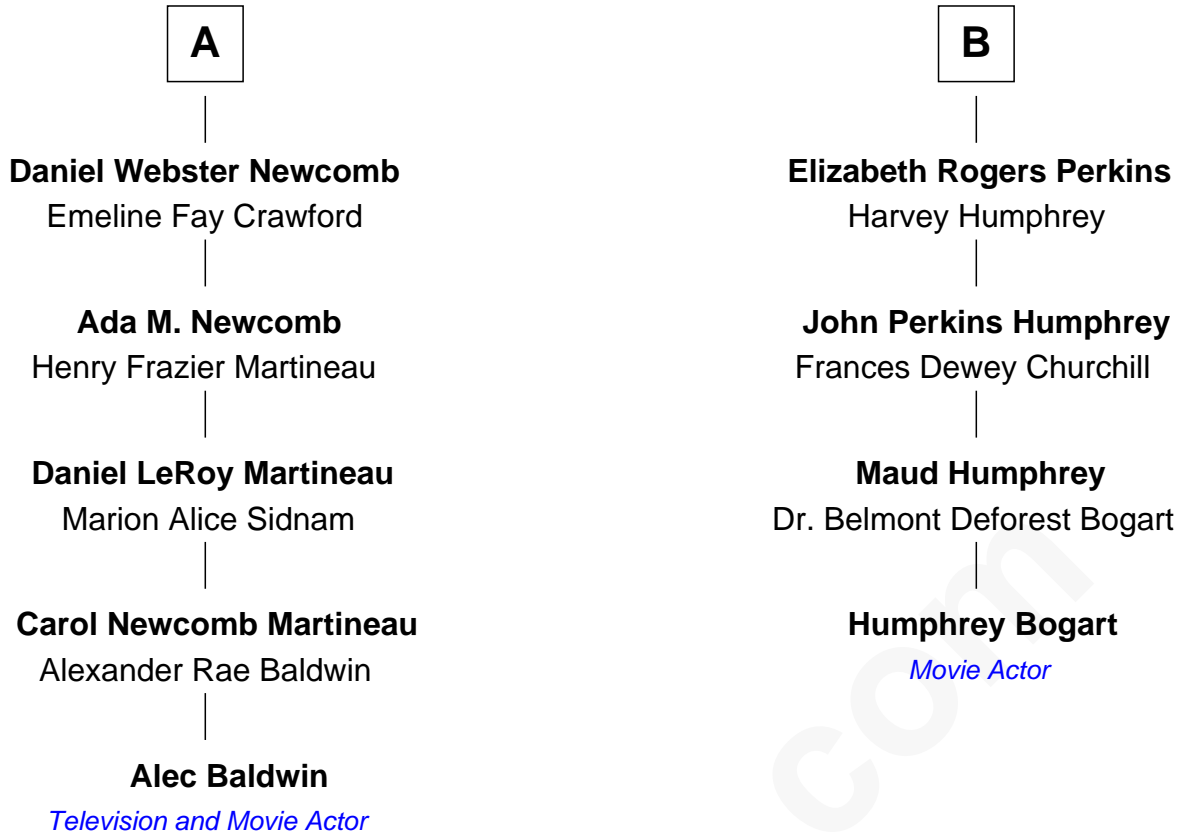 A
Daniel Webster Newcomb
Emeline Fay Crawford
Ada M. Newcomb
Henry Frazier Martineau
Daniel LeRoy Martineau
Marion Alice Sidnam
Carol Newcomb Martineau
Alexander Rae Baldwin
Alec Baldwin
Television and Movie Actor
B
Elizabeth Rogers Perkins
Harvey Humphrey
John Perkins Humphrey
Frances Dewey Churchill
Maud Humphrey
Dr. Belmont Deforest Bogart
Humphrey Bogart
Movie Actor
com